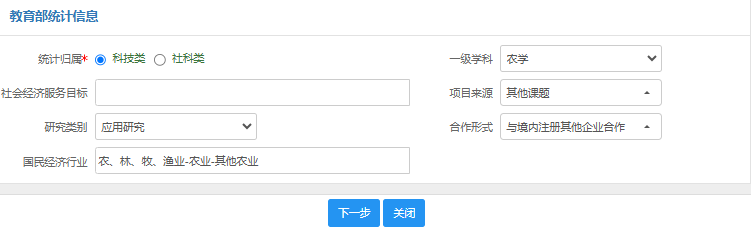 教育部统计信息
统计归属* 科技类 社科类 一级学科 农学
社会经济服务目标 项目来源 其他课题
研究类别 应用研究 合作形式 与境内注册其他企业合作
国民经济行业 农、林、牧、渔业-农业-其他农业
下一步 关闭